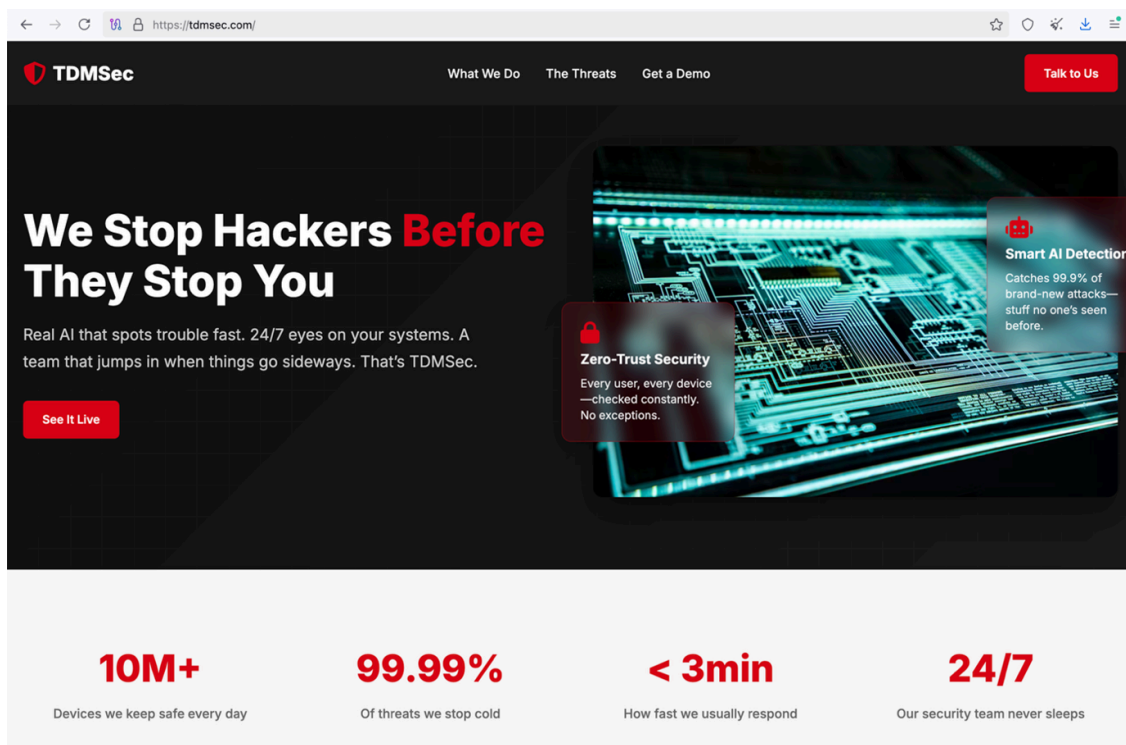 https://tdmsec.com/
TDMSec
What We Do
The Threats
Get a Demo
Talk to Us
We Stop Hackers Before
They Stop You
Real AI that spots trouble fast. 24/7 eyes on your systems. A
team that jumps in when things go sideways. That’s TDMSec.
See It Live
Smart AI Detection
Catches 99.9% of
brand-new attacks—
stuff no one’s seen
before.
Zero-Trust Security
Every user, every device
—checked constantly.
No exceptions.
10M+
Devices we keep safe every day
99.99%
Of threats we stop cold
< 3min
How fast we usually respond
24/7
Our security team never sleeps